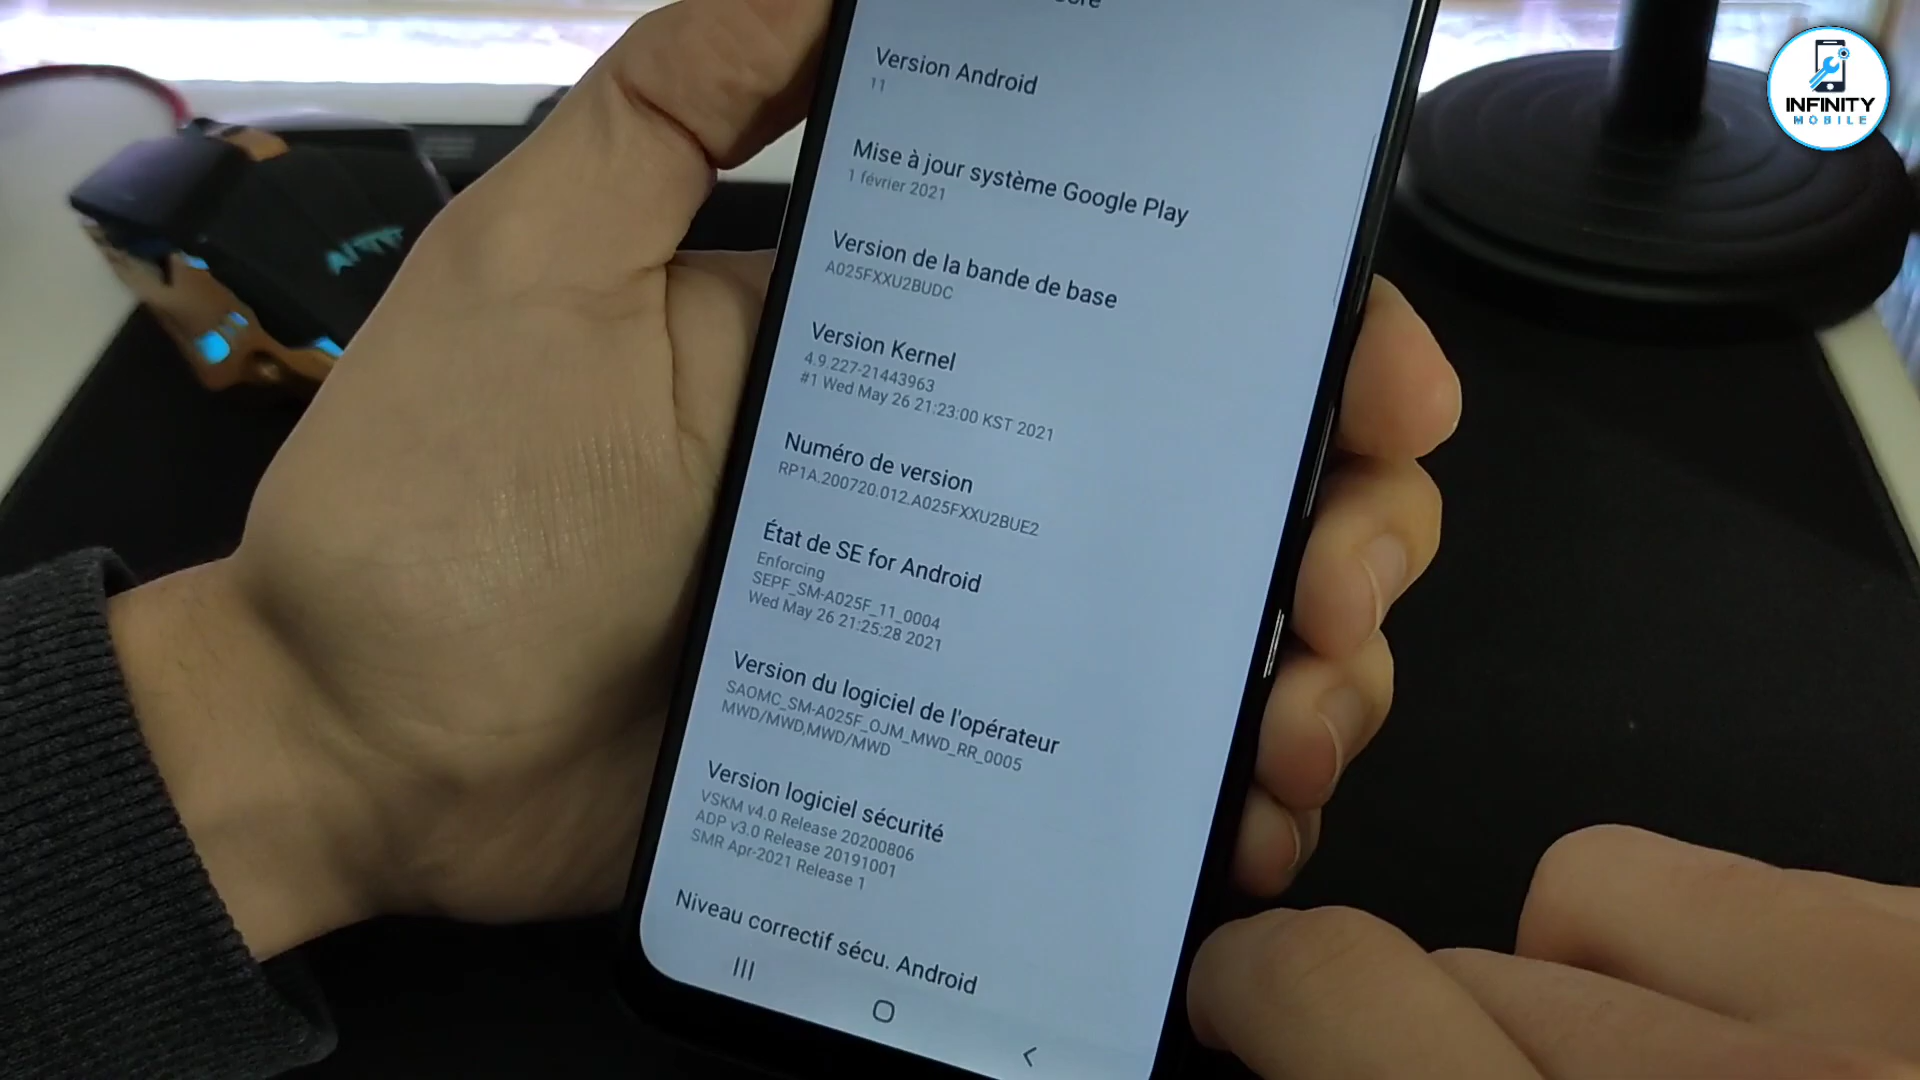 Version Android
11
Mise à jour système Google Play
1 février 2021
Version de la bande de base
A025FXXU2BUDC
Version Kernel
4.9.227-21443963
#1 Wed May 26 21:23:00 KST 2021
Numéro de version
RP1A.200720.012.A025FXXU2BUE2
État de SE for Android
Enforcing
SEPF_SM-A025F_11_0004
Wed May 26 21:25:28 2021
Version du logiciel de l'opérateur
SAOMC_SM-A025F_OJM_MWD_RR_0005
MWD/MWD,MWD/MWD
Version logiciel sécurité
VSKM v4.0 Release 20200806
ADP v3.0 Release 20191001
SMR Apr-2021 Release 1
Niveau correctif sécu. Android
INFINITY
MOBILE